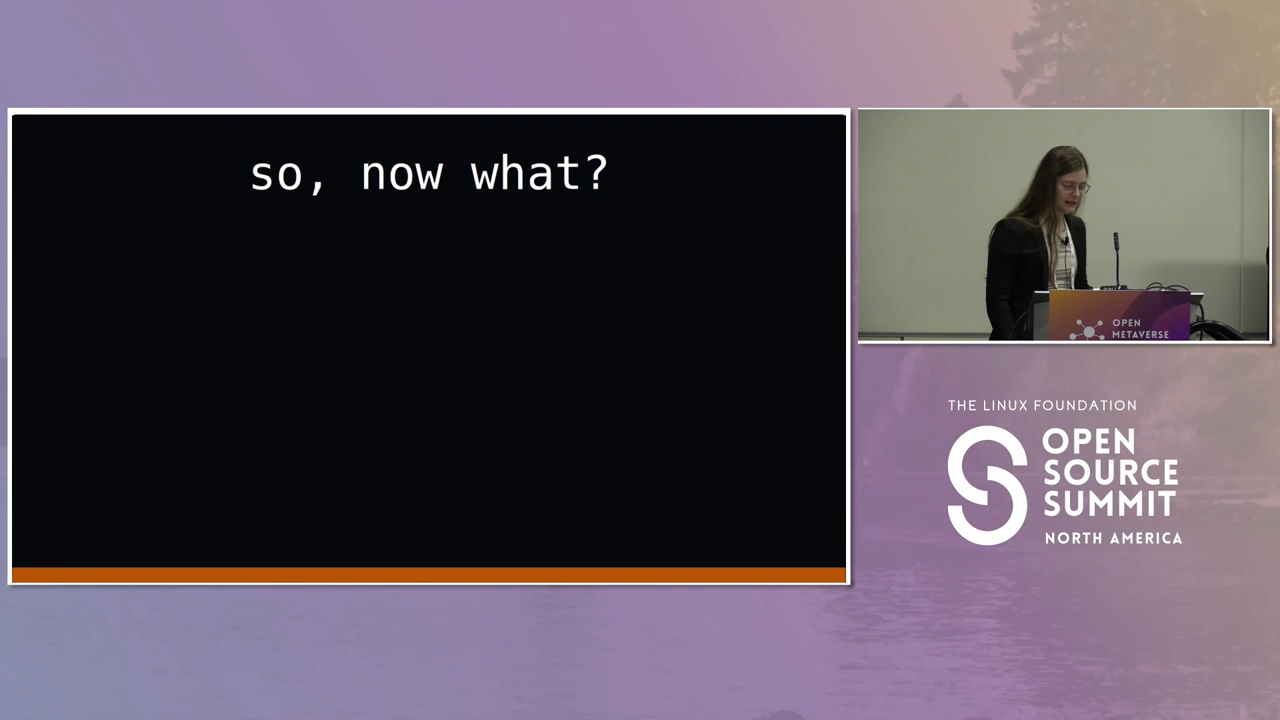 so, now what?
OPEN
METAVERSE
THE LINUX FOUNDATION
OPEN
SOURCE
SUMMIT
NORTH AMERICA